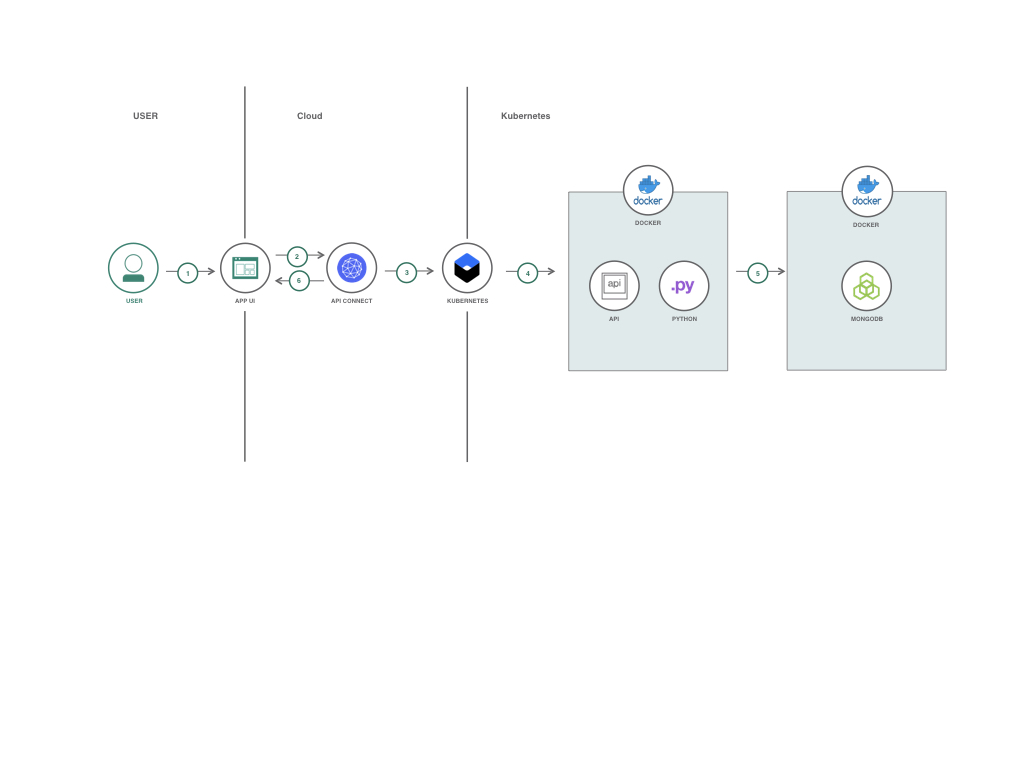 USER
Cloud
Kubernetes
docker
DOCKER
docker
DOCKER
1
2
6
3
4
5
USER
APP UI
API CONNECT
KUBERNETES
api
API
.py
PYTHON
MONGODB